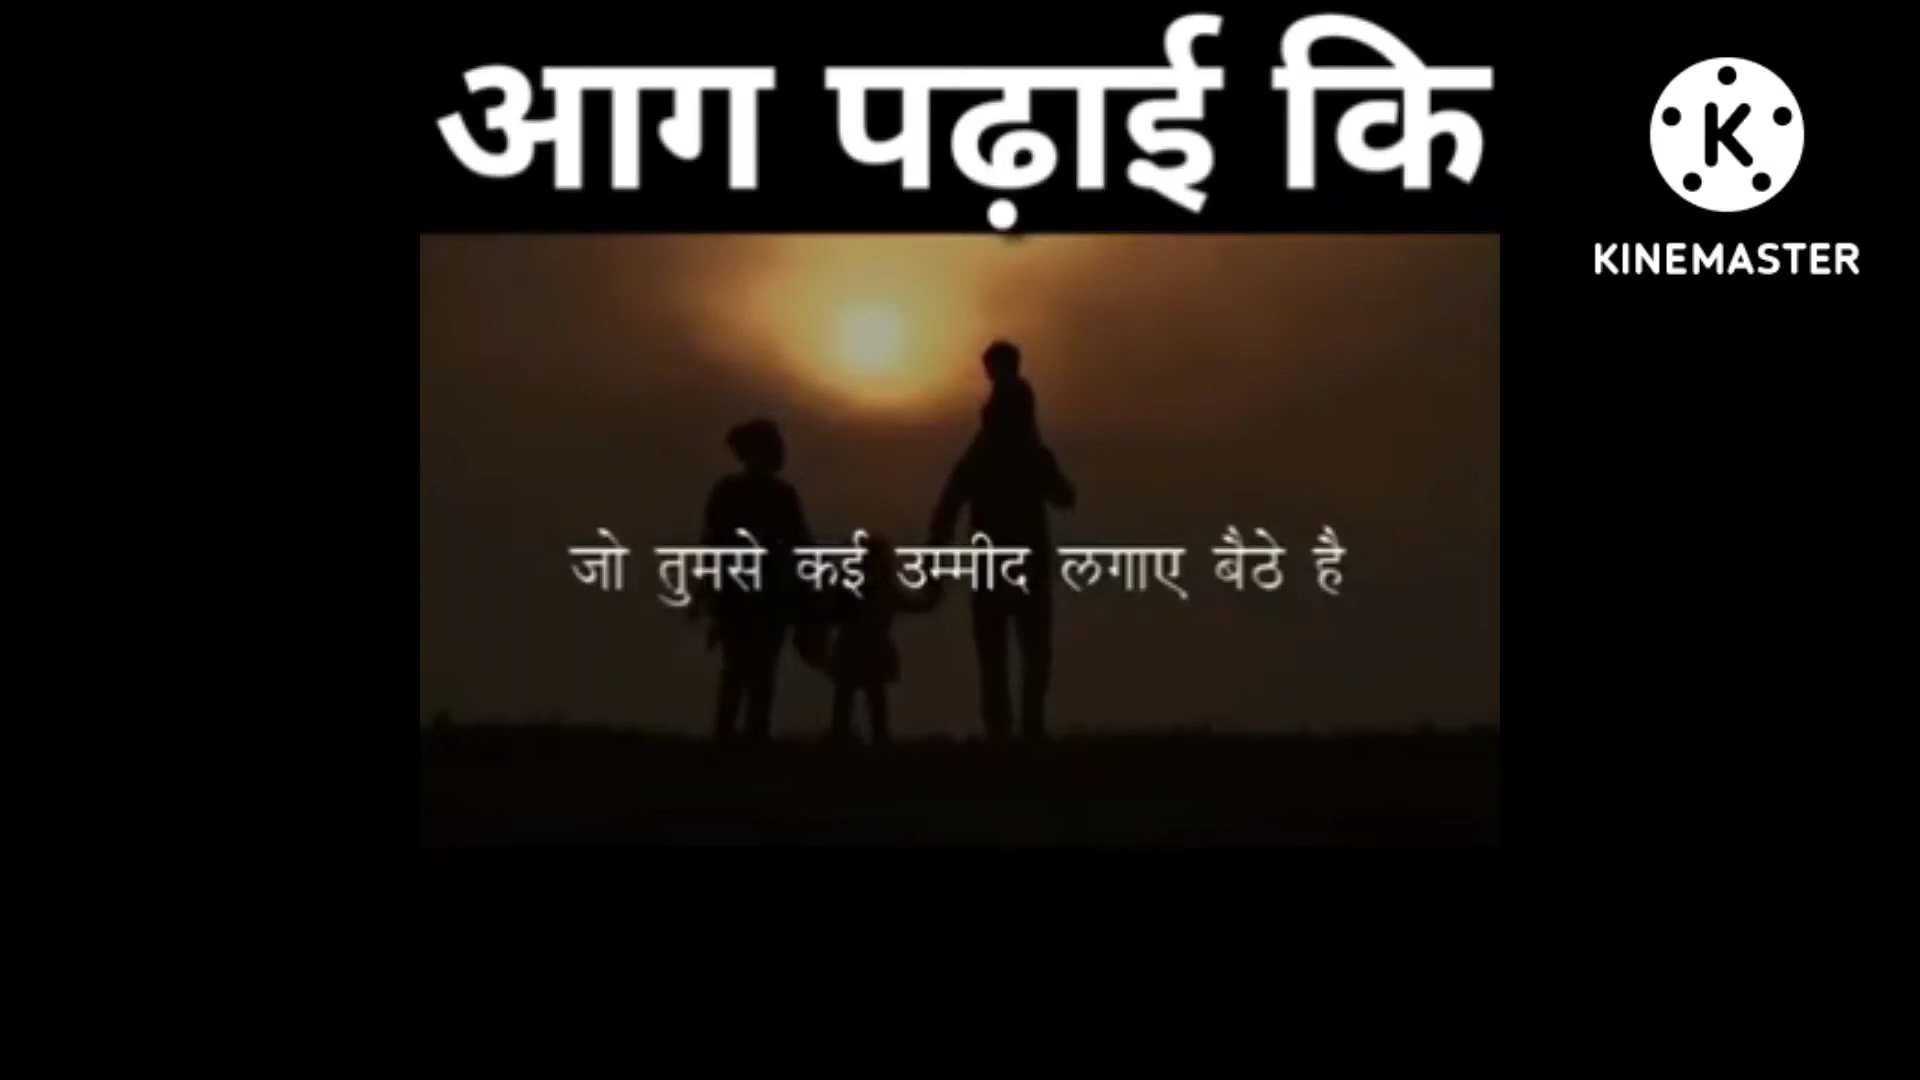 आग पढ़ाई कि
KINEMASTER
जो तुमसे कई उम्मीद लगाए बैठे है